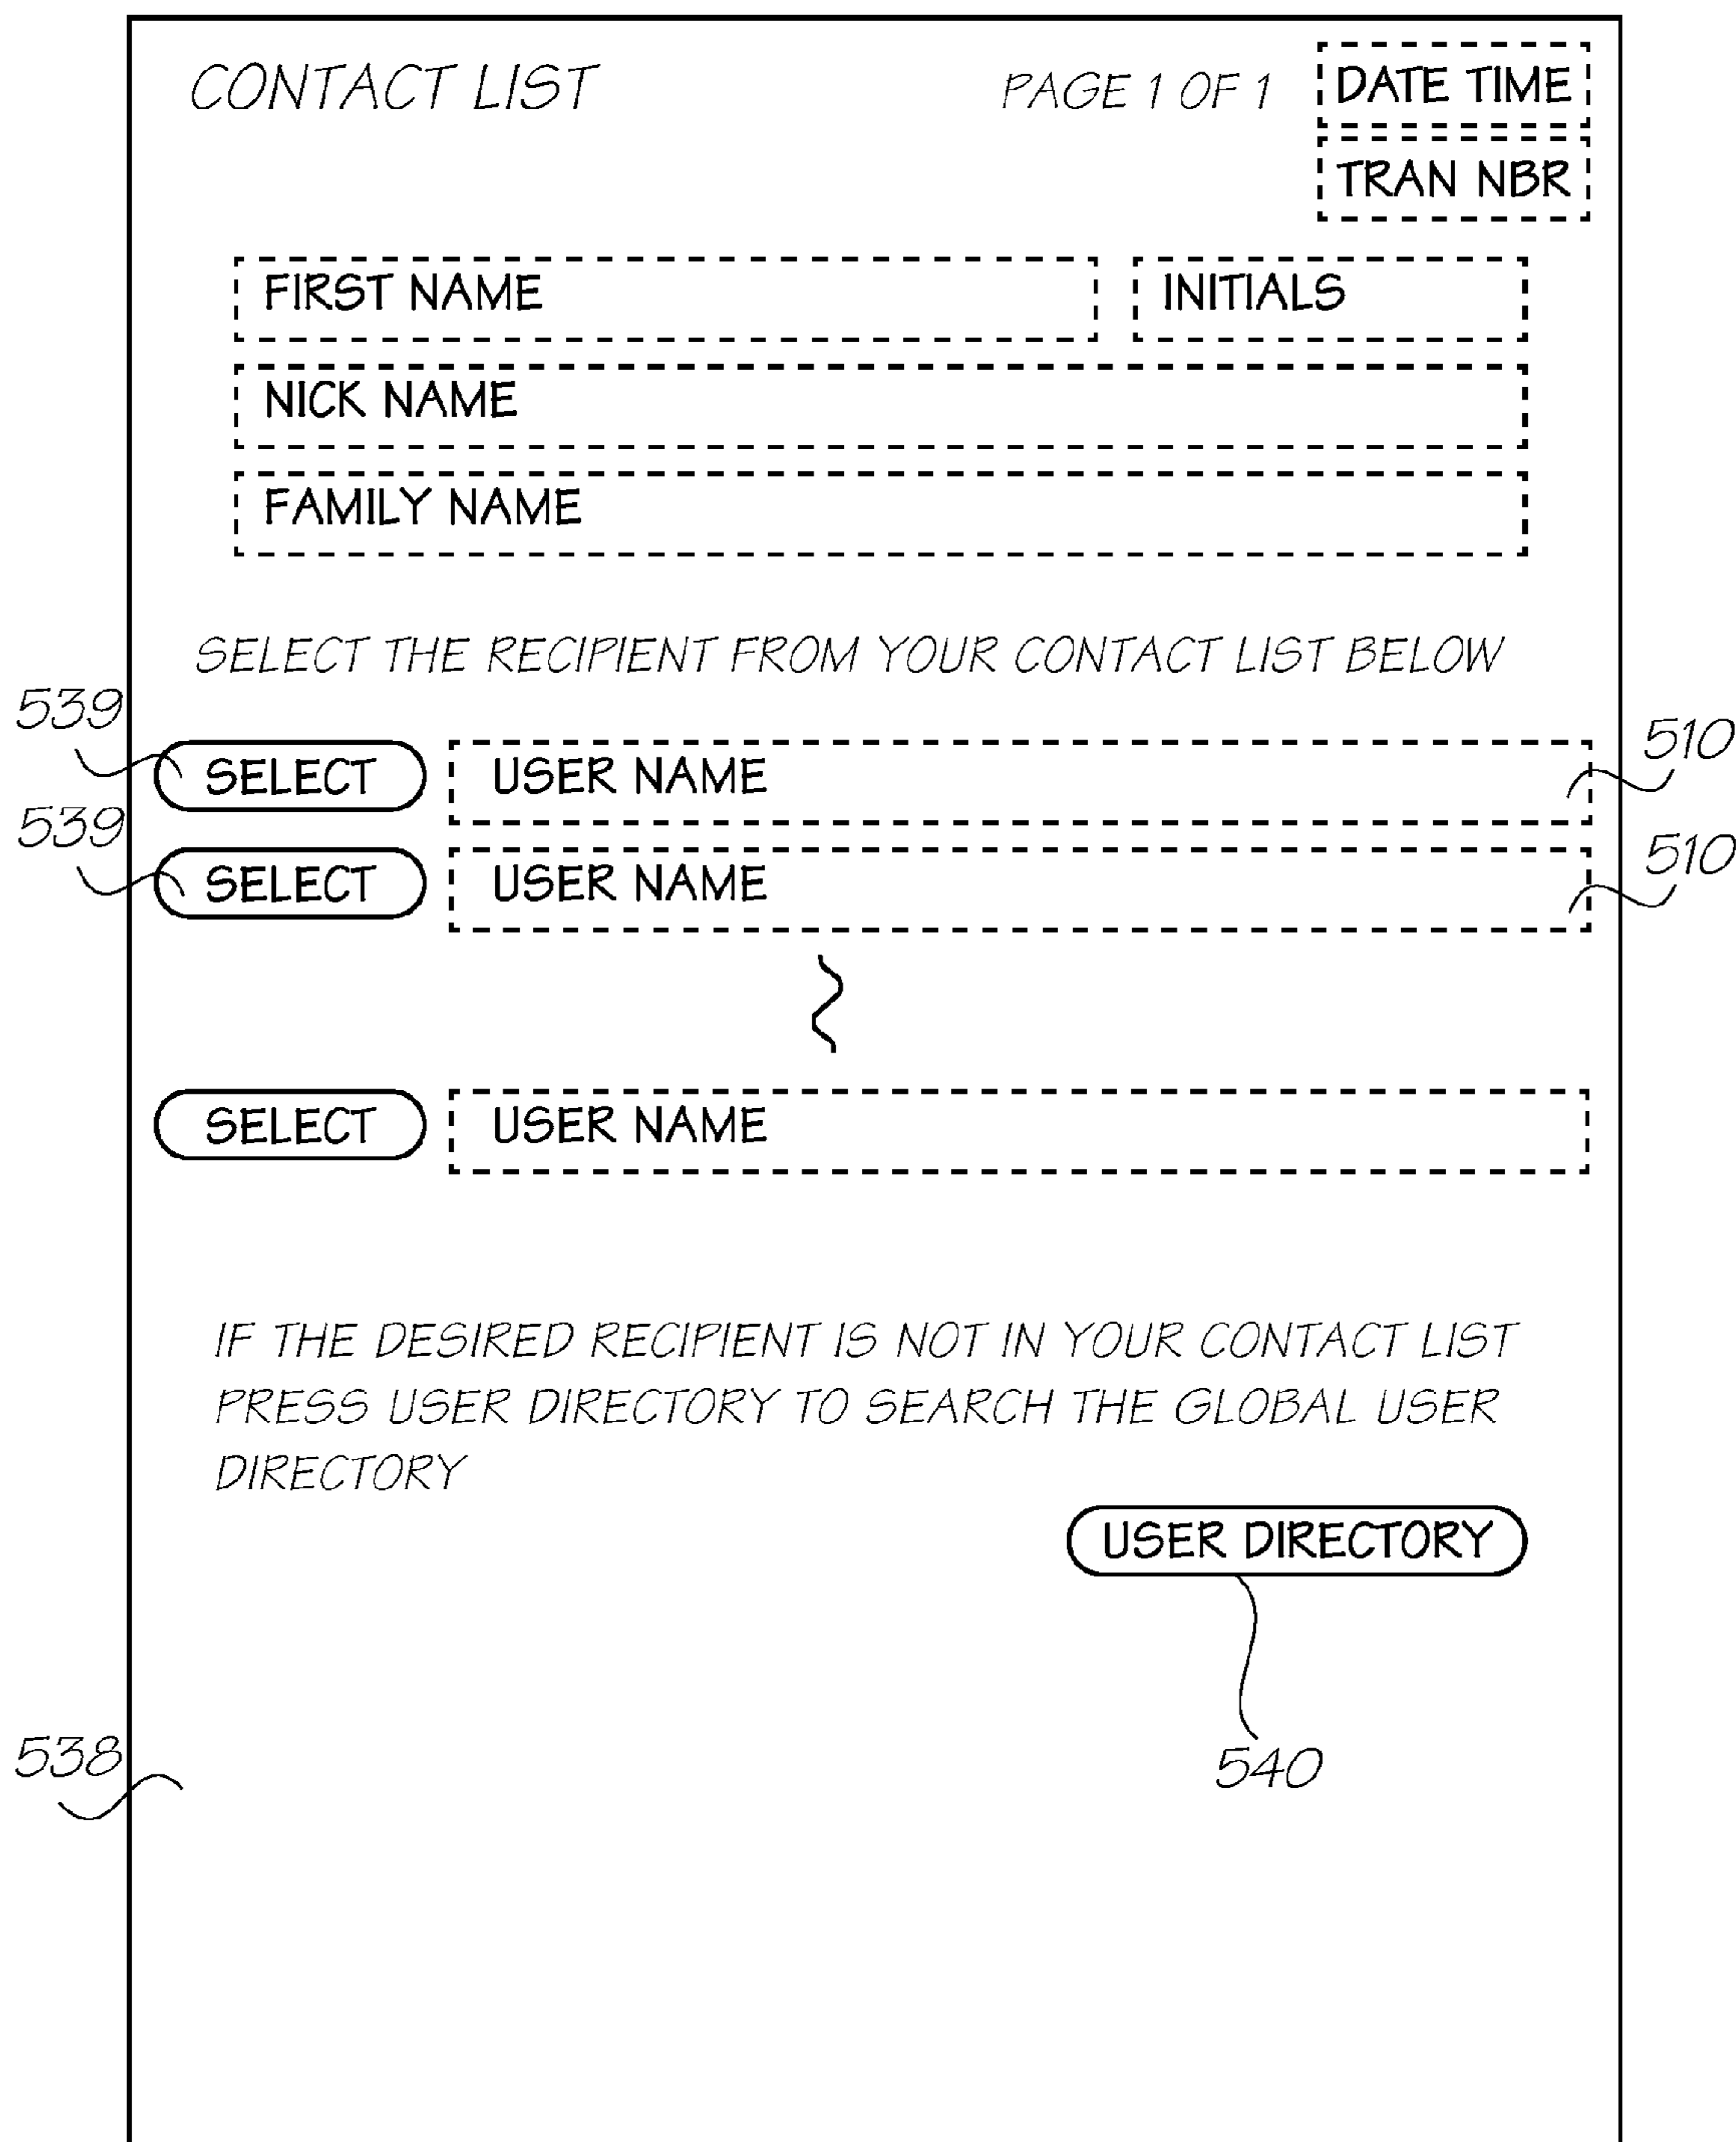 CONTACT LIST PAGE 1 OF 1 DATE TIME
TRAN NBR
FIRST NAME INITIALS
NICK NAME
FAMILY NAME
SELECT THE RECIPIENT FROM YOUR CONTACT LIST BELOW
539 510
SELECT USER NAME
539 510
SELECT USER NAME
SELECT USER NAME
IF THE DESIRED RECIPIENT IS NOT IN YOUR CONTACT LIST
PRESS USER DIRECTORY TO SEARCH THE GLOBAL USER
DIRECTORY
USER DIRECTORY
538 540